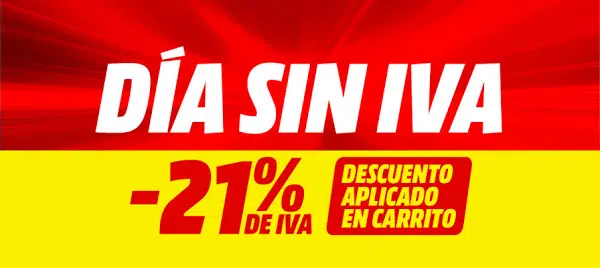 DÍA SIN IVA
-21%
DE IVA
DESCUENTO
APLICADO
EN CARRITO